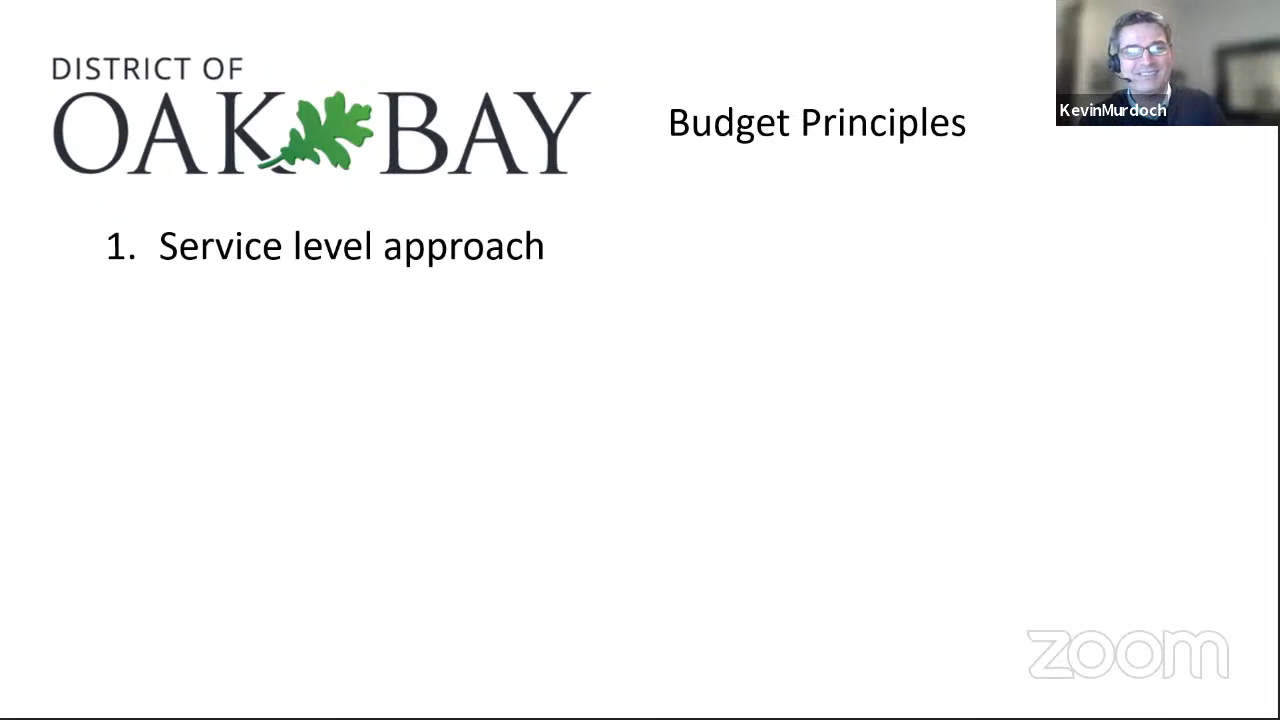 DISTRICT OF
OAK BAY
Budget Principles
KevinMurdoch
1. Service level approach
zoom